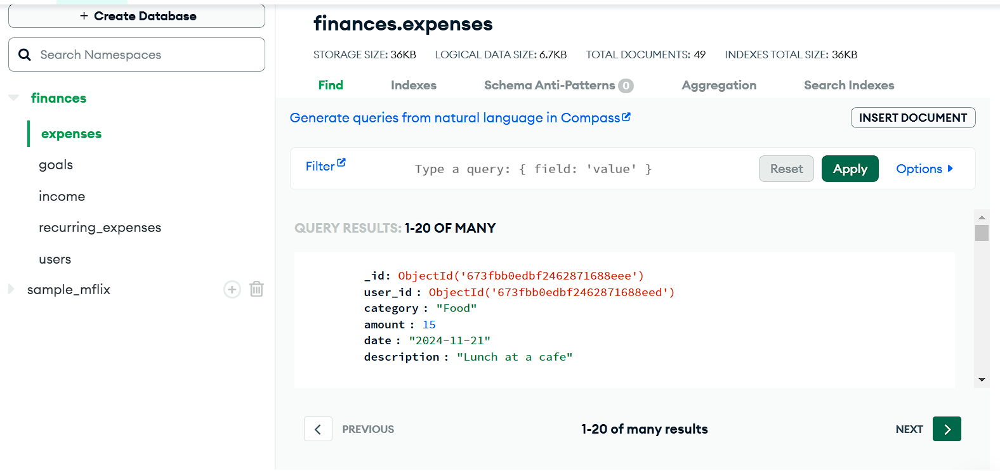 + Create Database
Search Namespaces
finances
expenses
goals
income
recurring_expenses
users
sample_mflix
finances.expenses
STORAGE SIZE: 36KB LOGICAL DATA SIZE: 6.7KB TOTAL DOCUMENTS: 49 INDEXES TOTAL SIZE: 36KB
Find Indexes Schema Anti-Patterns 0 Aggregation Search Indexes
Generate queries from natural language in Compass
INSERT DOCUMENT
Filter Type a query: { field: 'value' } Reset Apply Options
QUERY RESULTS: 1-20 OF MANY
_id: ObjectId('673fbb0edbf2462871688eee')
user_id : ObjectId('673fbb0edbf2462871688eed')
category : "Food"
amount : 15
date : "2024-11-21"
description : "Lunch at a cafe"
PREVIOUS 1-20 of many results NEXT